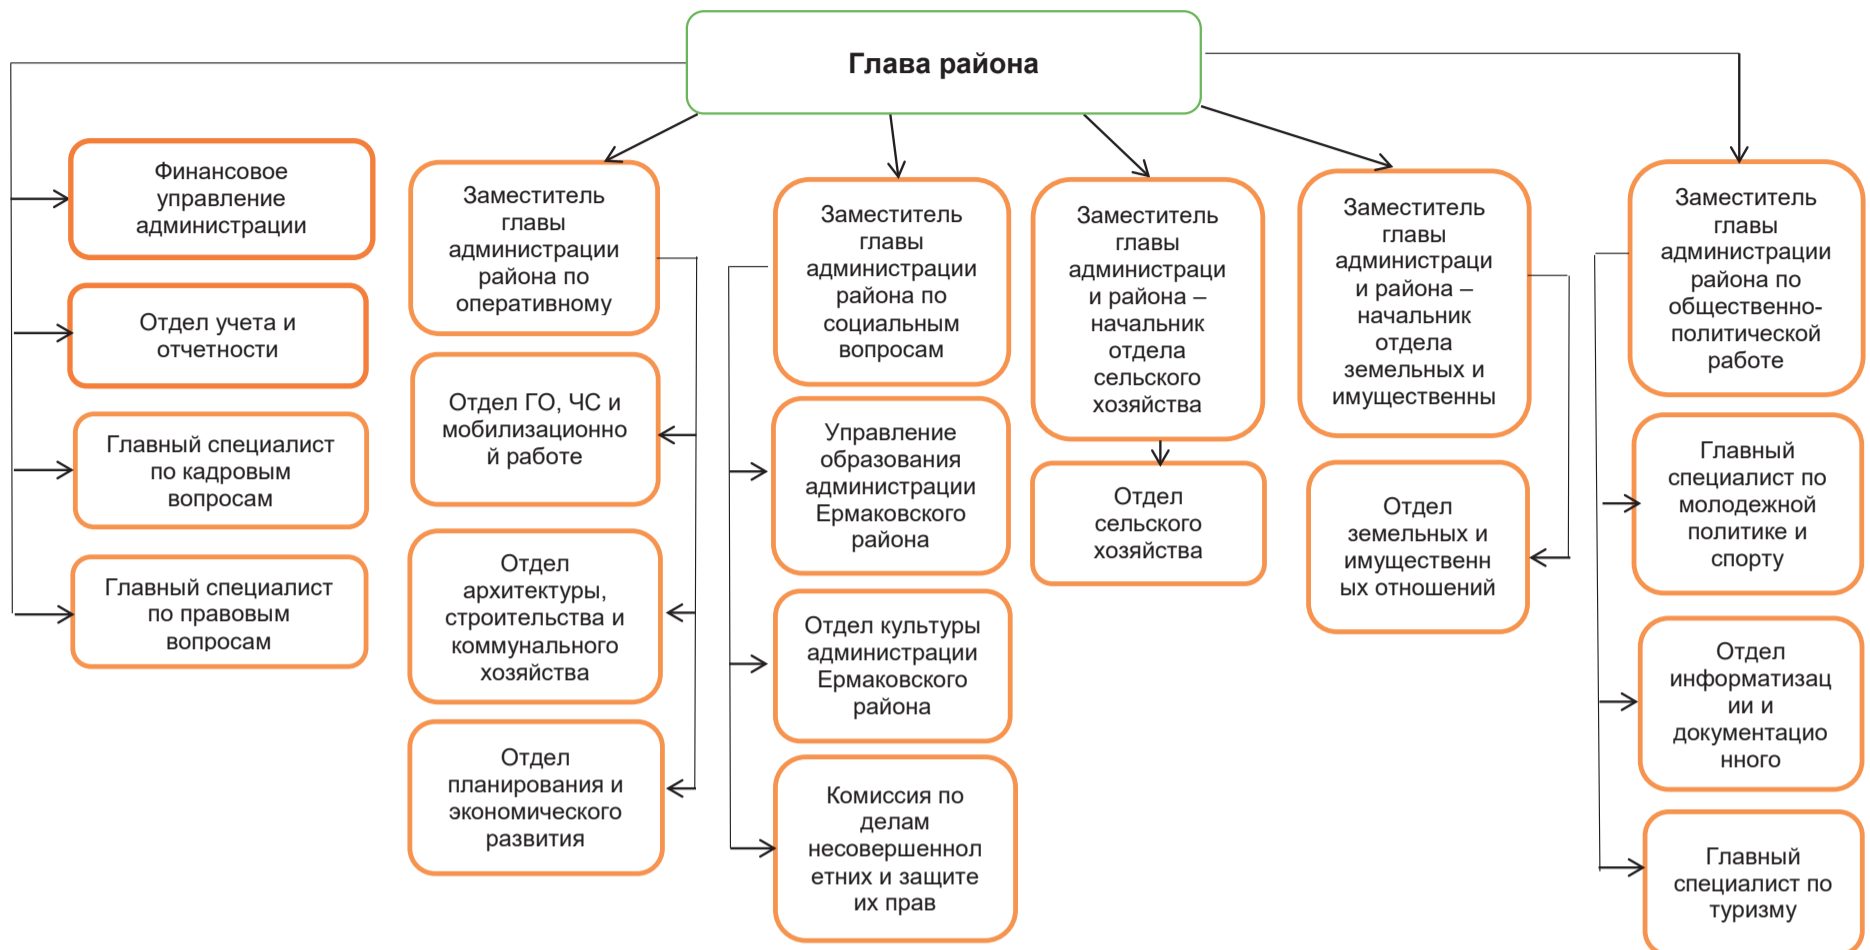 Глава района
Финансовое
управление
администрации
Отдел учета и
отчетности
Главный специалист
по кадровым
вопросам
Главный специалист
по правовым
вопросам
Заместитель
главы
администрации
района по
оперативному
Отдел ГО, ЧС и
мобилизационно
й работе
Отдел
архитектуры,
строительства и
коммунального
хозяйства
Отдел
планирования и
экономического
развития
Заместитель
главы
администрации
района по
социальным
вопросам
Управление
образования
администрации
Ермаковского
района
Отдел культуры
администрации
Ермаковского
района
Комиссия по
делам
несовершеннол
етних и защите
их прав
Заместитель
главы
администраци
и района –
начальник
отдела
сельского
хозяйства
Отдел
сельского
хозяйства
Заместитель
главы
администраци
и района –
начальник
отдела
земельных и
имущественны
Отдел
земельных и
имущественн
ых отношений
Заместитель
главы
администрации
района по
общественно-
политической
работе
Главный
специалист по
молодежной
политике и
спорту
Отдел
информатизац
ии и
документацио
нного
Главный
специалист по
туризму